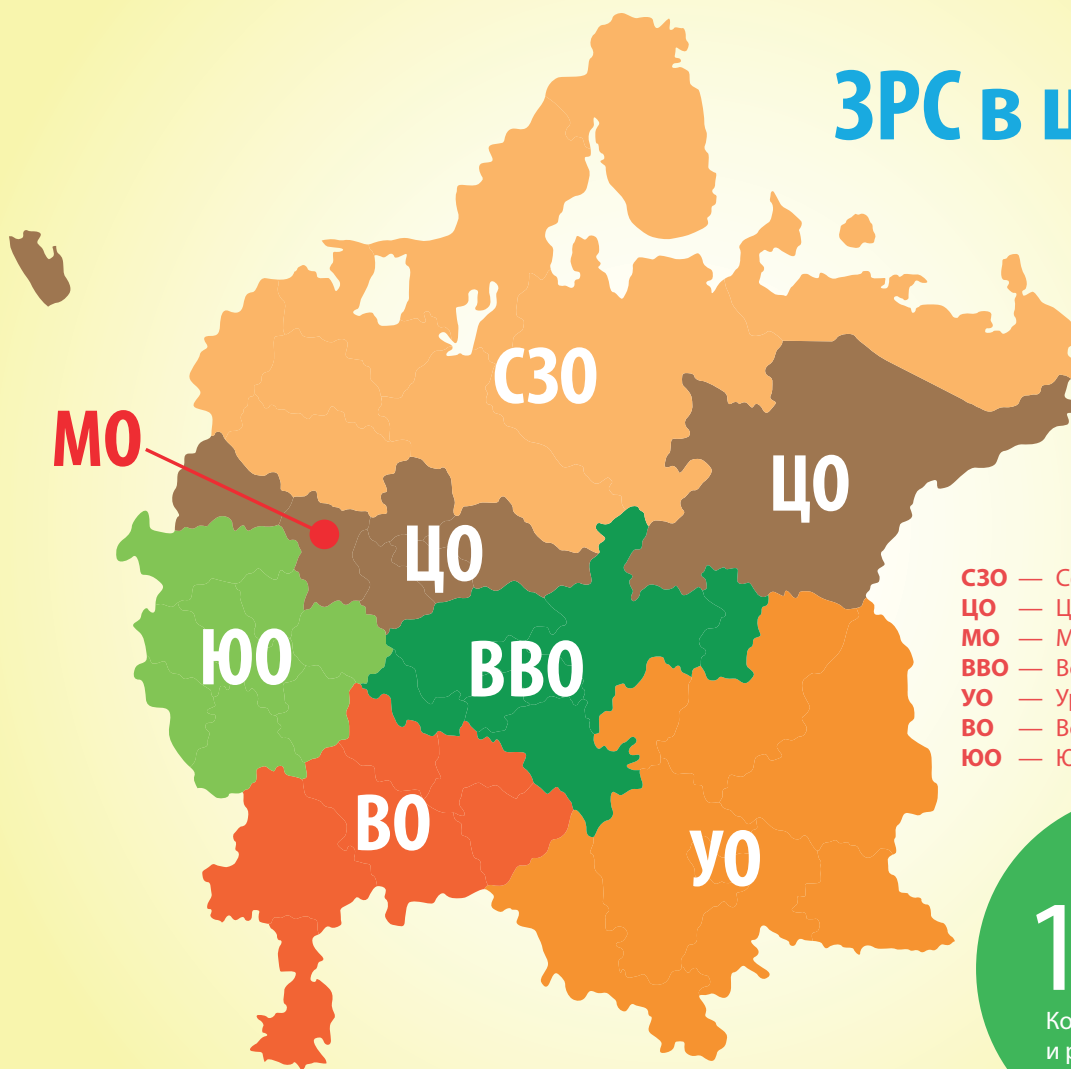 ЗРС в
СЗО
МО
ЦО
ЦО
СЗО —
ЦО —
МО —
ВВО —
УО —
ВО —
ЮО —
ЮО
ВВО
ВО
УО
1
и